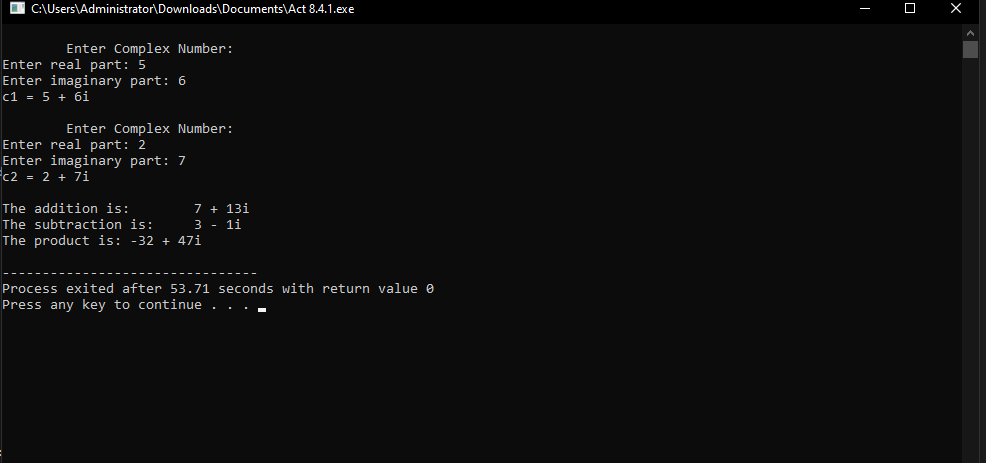 C:\Users\Administrator\Downloads\Documents\Act 8.4.1.exe
Enter Complex Number:
Enter real part: 5
Enter imaginary part: 6
c1 = 5 + 6i
Enter Complex Number:
Enter real part: 2
Enter imaginary part: 7
c2 = 2 + 7i
The addition is: 7 + 13i
The subtraction is: 3 - 1i
The product is: -32 + 47i
--------------------------------
Process exited after 53.71 seconds with return value 0
Press any key to continue . . .